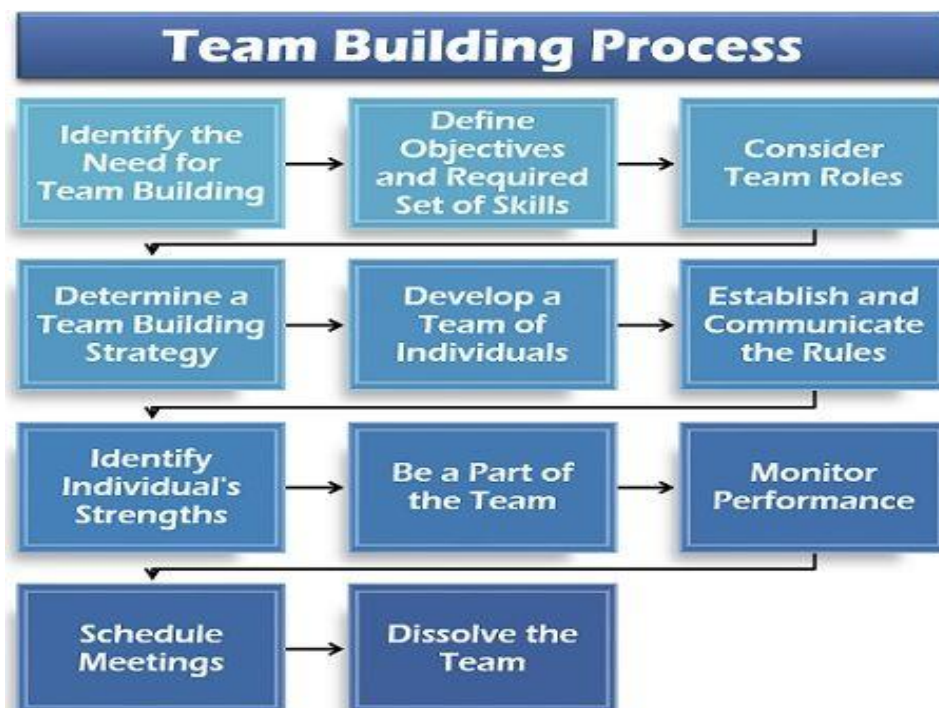 Team Building Process
Identify the
Need for
Team Building
Define
Objectives
and Required
Set of Skills
Consider
Team Roles
Determine a
Team Building
Strategy
Develop a
Team of
Individuals
Establish and
Communicate
the Rules
Identify
Individual's
Strengths
Be a Part of
the Team
Monitor
Performance
Schedule
Meetings
Dissolve the
Team